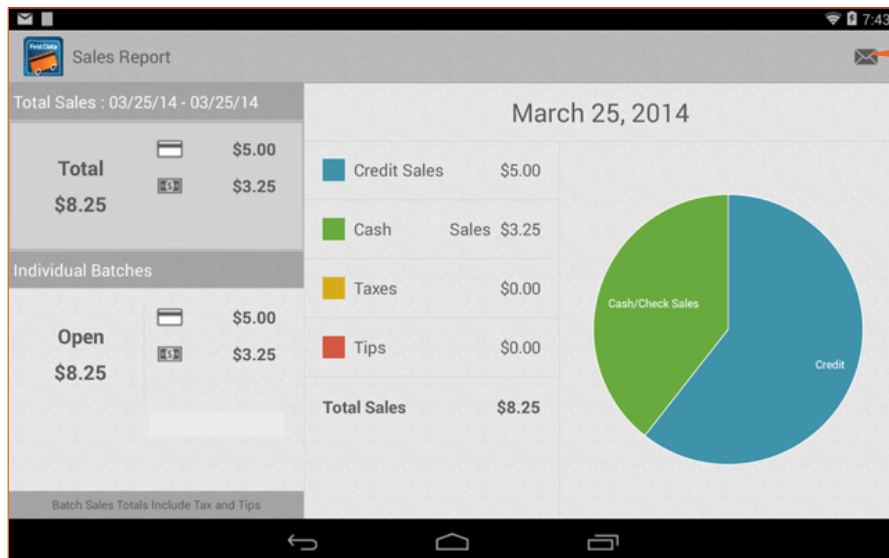 7:43
First Data
Sales Report
Total Sales : 03/25/14 - 03/25/14
Total
$8.25
$5.00
$3.25
Individual Batches
Open
$8.25
$5.00
$3.25
Batch Sales Totals Include Tax and Tips
March 25, 2014
Credit Sales $5.00
Cash Sales $3.25
Taxes $0.00
Tips $0.00
Total Sales $8.25
Cash/Check Sales
Credit